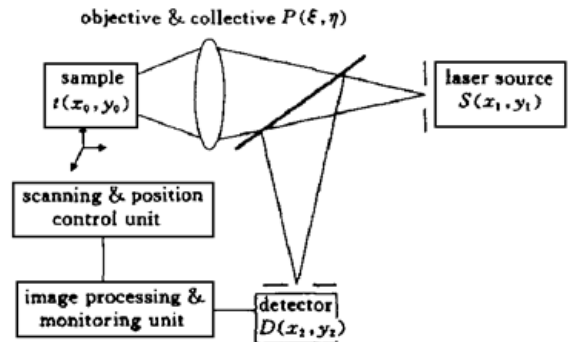 objective & collective P(ξ,η)
sample
t(x₀,y₀)
laser source
S(x₁,y₁)
scanning & position
control unit
image processing &
monitoring unit
detector
D(x₂,y₂)